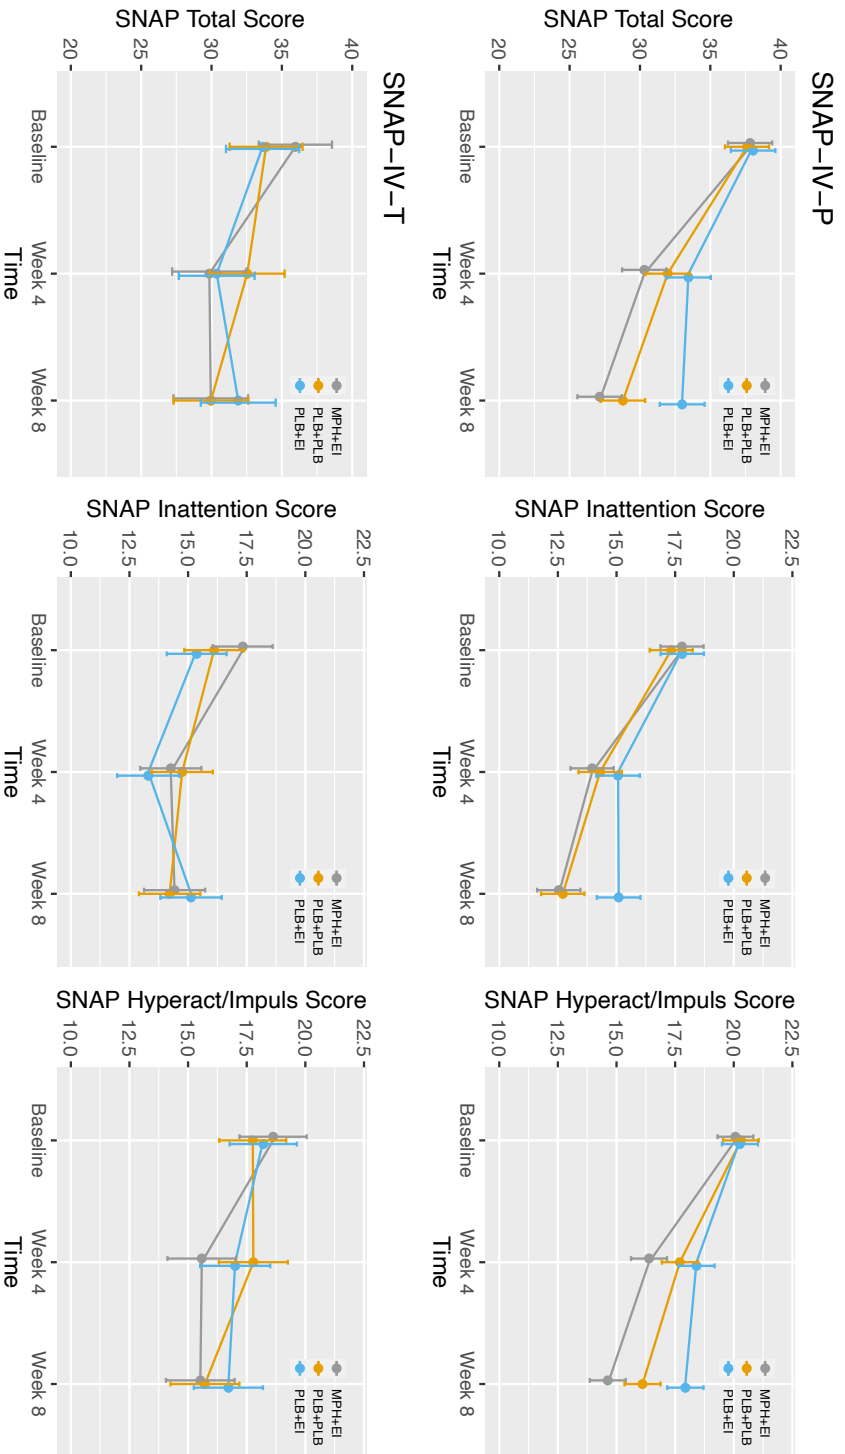 SNAP−IV−P
SNAP Total Score
40
35
30
25
20
Baseline
Week 4
Week 8
Time
MPH+EI
PLB+PLB
PLB+EI
SNAP Inattention Score
22.5
20.0
17.5
15.0
12.5
10.0
Baseline
Week 4
Week 8
Time
MPH+EI
PLB+PLB
PLB+EI
SNAP Hyperact/Impuls Score
22.5
20.0
17.5
15.0
12.5
10.0
Baseline
Week 4
Week 8
Time
MPH+EI
PLB+PLB
PLB+EI
SNAP−IV−T
SNAP Total Score
40
35
30
25
20
Baseline
Week 4
Week 8
Time
MPH+EI
PLB+PLB
PLB+EI
SNAP Inattention Score
22.5
20.0
17.5
15.0
12.5
10.0
Baseline
Week 4
Week 8
Time
MPH+EI
PLB+PLB
PLB+EI
SNAP Hyperact/Impuls Score
22.5
20.0
17.5
15.0
12.5
10.0
Baseline
Week 4
Week 8
Time
MPH+EI
PLB+PLB
PLB+EI